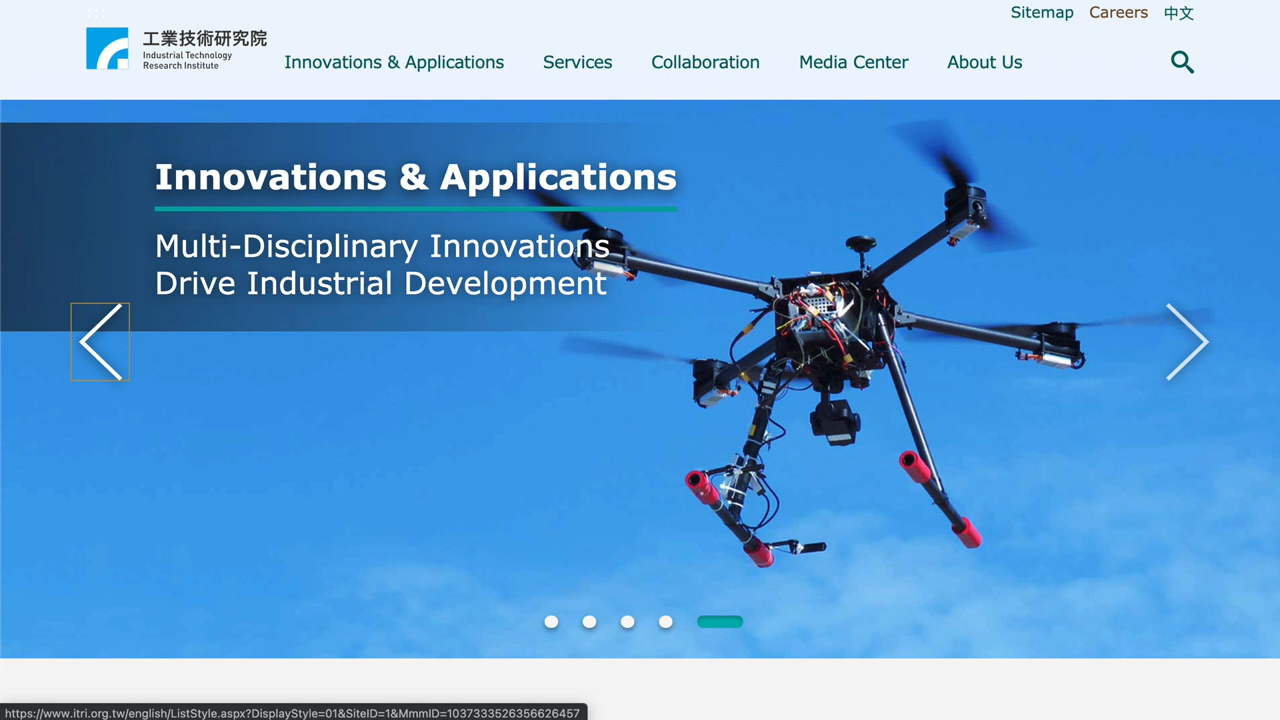 Sitemap Careers 中文
工業技術研究院
Industrial Technology
Research Institute
Innovations & Applications Services Collaboration Media Center About Us
Innovations & Applications
Multi-Disciplinary Innovations
Drive Industrial Development
https://www.itri.org.tw/english/ListStyle.aspx?DisplayStyle=01&SiteID=1&MmmID=1037333526356626457